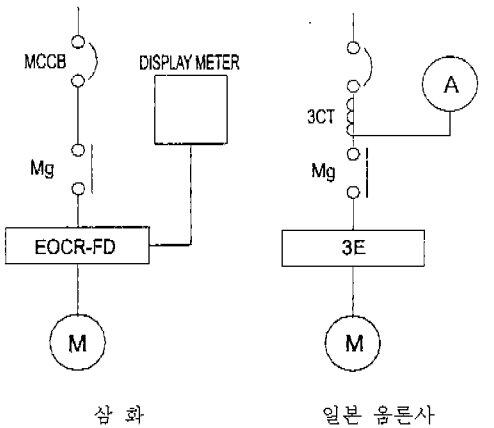 MCCB
DISPLAY METER
Mg
EOCR-FD
M
삼 화
A
3CT
Mg
3E
M
일본 옴론사